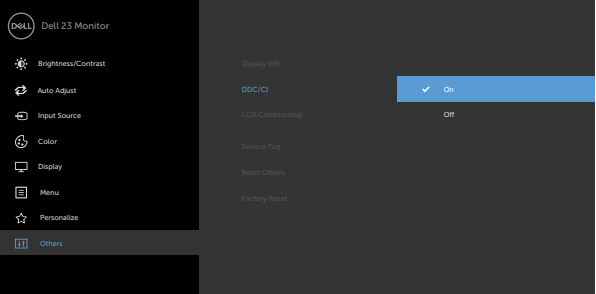 DELL
Dell 23 Monitor
Brightness/Contrast
Auto Adjust
Input Source
Color
Display
Menu
Personalize
Others
Display Info
DDC/CI
LCD Conditioning
Service Tag
Reset Others
Factory Reset
On
Off